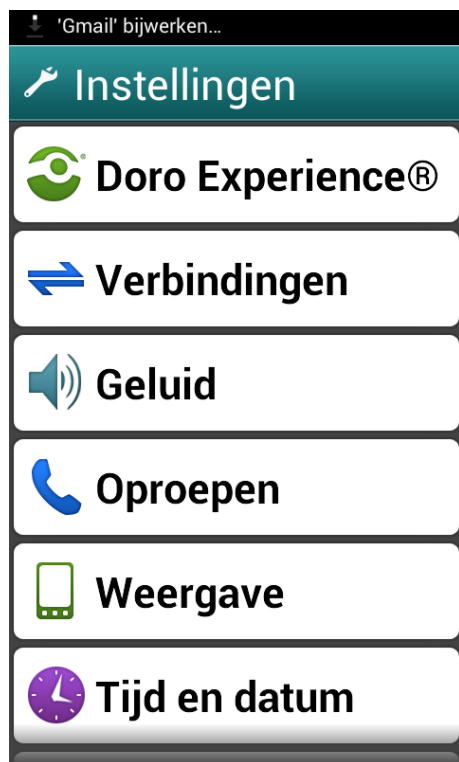 'Gmail' bijwerken...
Instellingen
Doro Experience®
Verbindingen
Geluid
Oproepen
Weergave
Tijd en datum